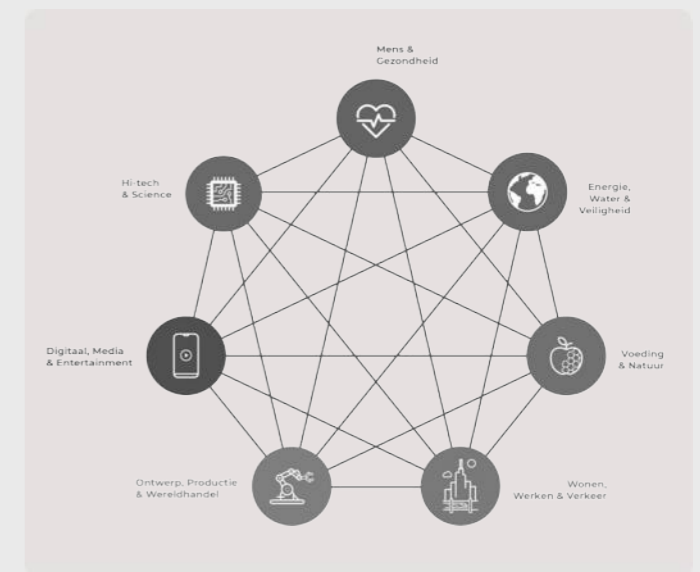 Mens &
Gezondheid
Hi-tech
& Science
Energie,
Water &
Veiligheid
Digitaal, Media
& Entertainment
Voeding
& Natuur
Ontwerp, Productie
& Wereldhandel
Wonen,
Werken & Verkeer